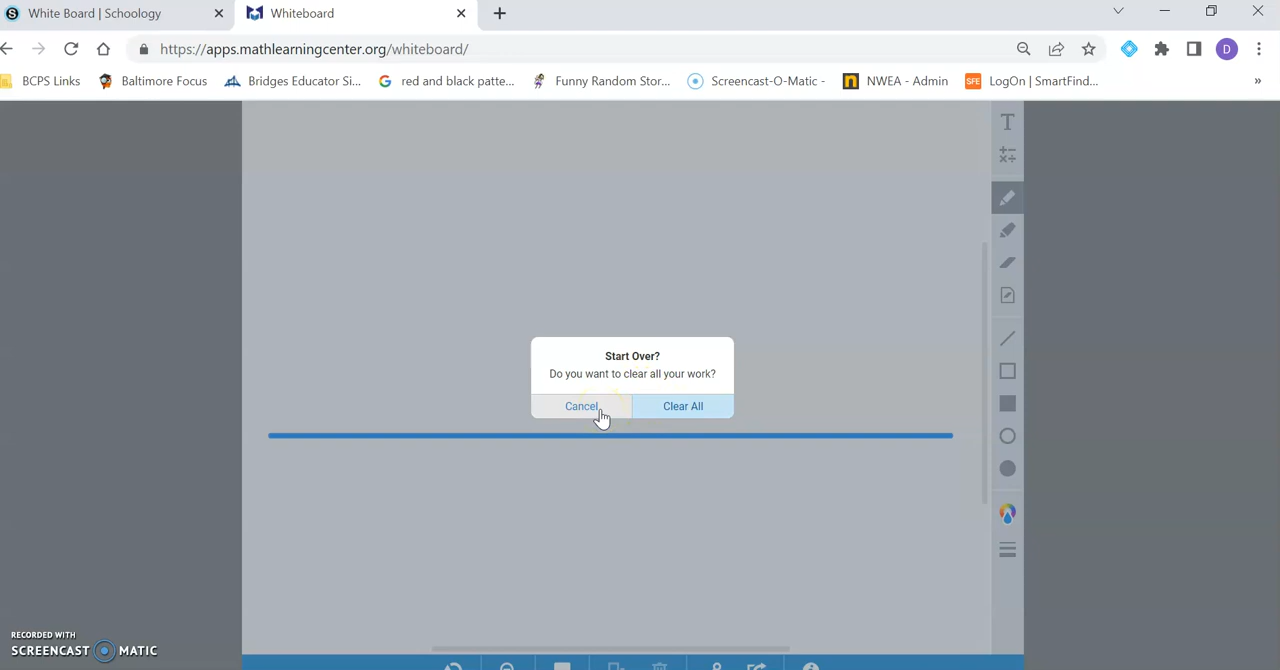 White Board | Schoology
Whiteboard
https://apps.mathlearningcenter.org/whiteboard/
D
BCPS Links
Baltimore Focus
Bridges Educator Si...
G
red and black patte...
Funny Random Stor...
Screencast-O-Matic -
n
NWEA - Admin
SFE
LogOn | SmartFind...
»
T
Start Over?
Do you want to clear all your work?
Cancel
Clear All
RECORDED WITH
SCREENCAST MATIC